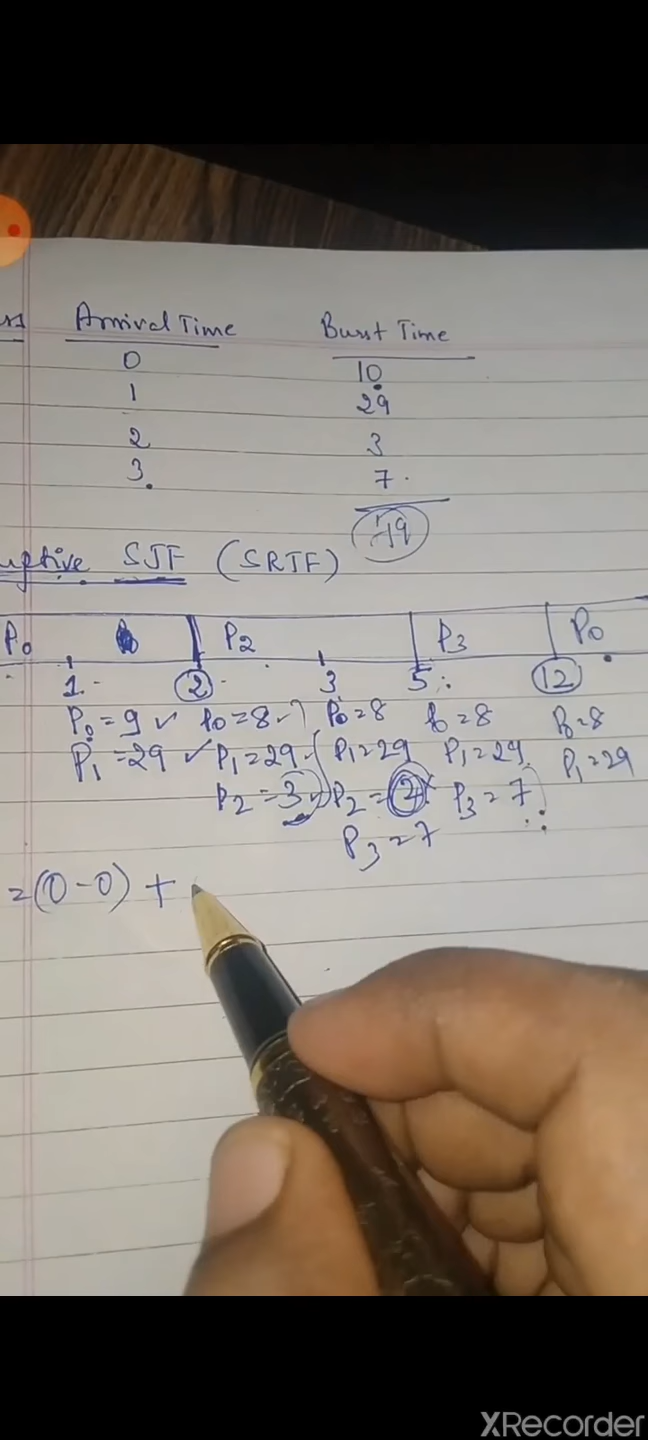 Arrival Time Burst Time
0 10
1 29
2 3
3 7
49
uptive SJF (SRTF)
P0 P2 P3 P0
1 2 3 5 12
P0=9 ✓ P0=8 P0=8 P0=8 P0=8
P1=29 ✓ P1=29 P1=29 P1=29 P1=29
P2=3 P2=2 P3=7
P3=7
=(0-0) +
XRecorder